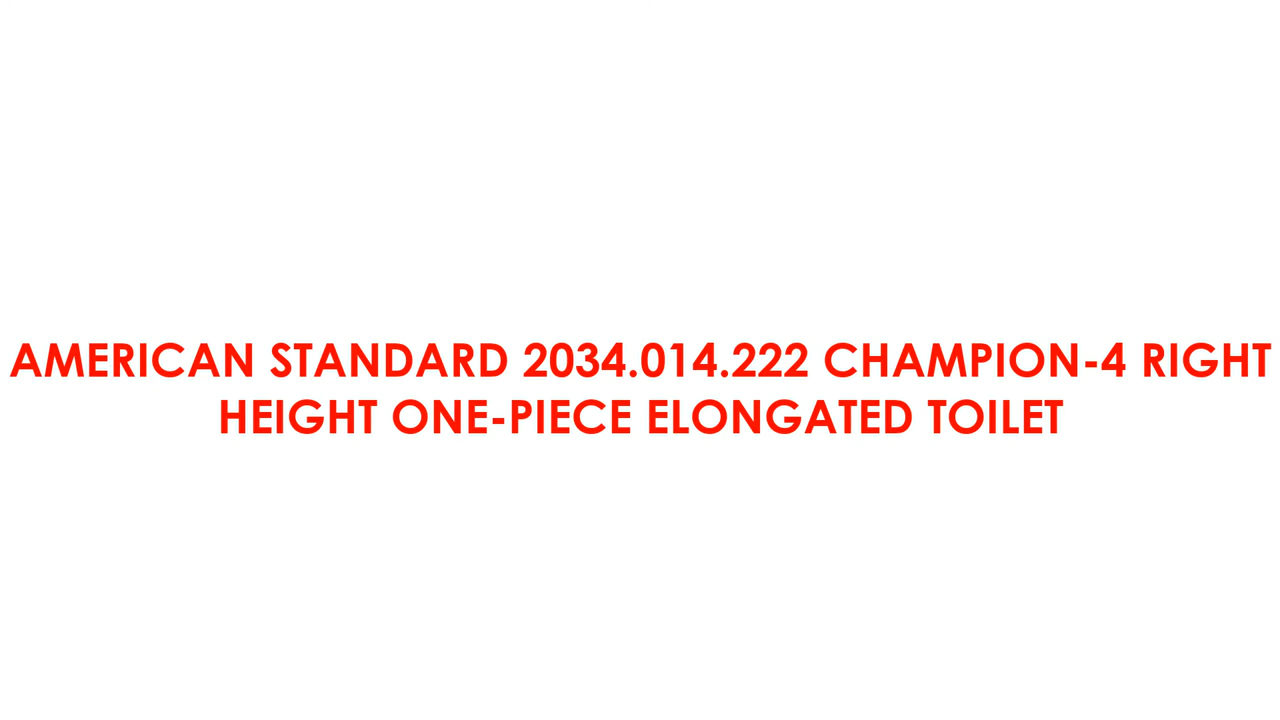 AMERICAN STANDARD 2034.014.222 CHAMPION-4 RIGHT
HEIGHT ONE-PIECE ELONGATED TOILET